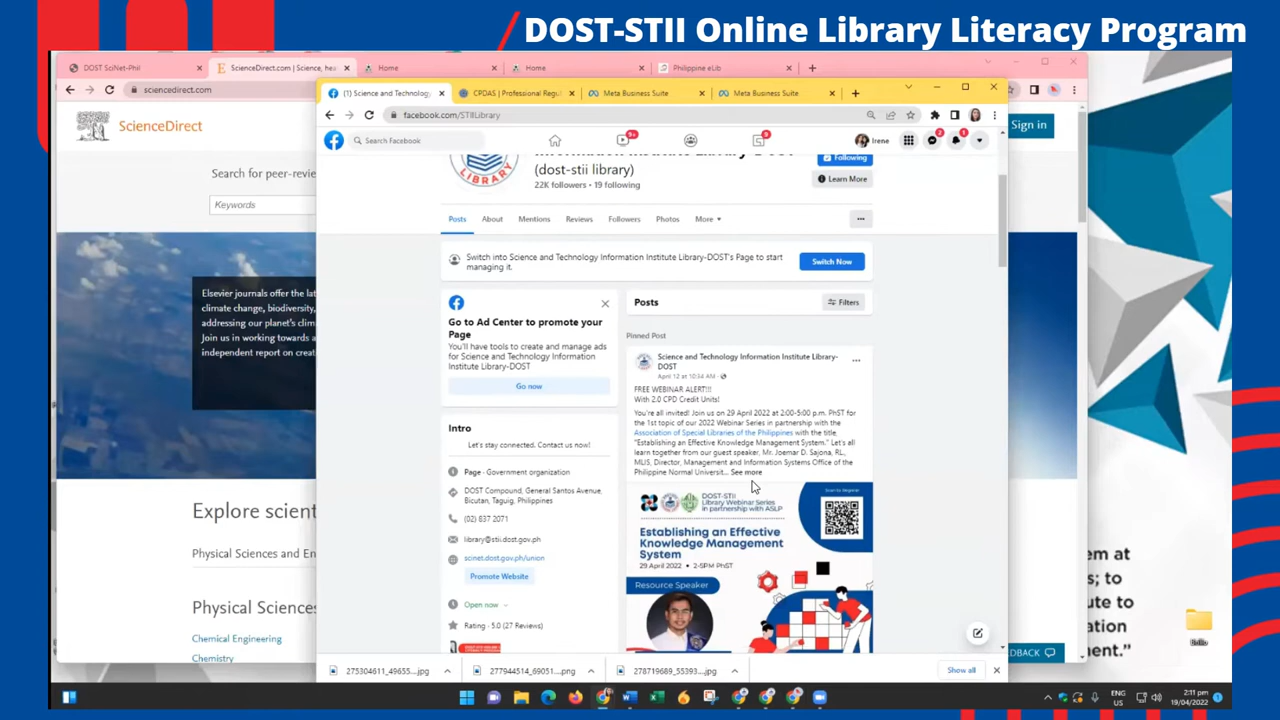 DOST-STII Online Library Literacy Program
DOST SciNet-Phil
ScienceDirect.com | Science, hea
Home
Home
Philippine eLib
sciencedirect.com
(1) Science and Technology
CPDAS | Professional Regul
Meta Business Suite
Meta Business Suite
facebook.com/STIILibrary
ScienceDirect
Sign in
Search Facebook
9+
9
Irene
2
1
Search for peer-revie
Keywords
LIBRARY
Information Institute Library-DOST
(dost-stii library)
22K followers • 19 following
Following
Learn More
Posts
About
Mentions
Reviews
Followers
Photos
More
Switch into Science and Technology Information Institute Library-DOST's Page to start
managing it.
Switch Now
Elsevier journals offer the lat
climate change, biodiversity,
addressing our planet's clim
Join us in working towards a
independent report on creat
Go to Ad Center to promote your
Page
You'll have tools to create and manage ads
for Science and Technology Information
Institute Library-DOST
Go now
Posts
Filters
Pinned Post
Science and Technology Information Institute Library-
DOST
April 12 at 10:34 AM
FREE WEBINAR ALERT!!!
With 2.0 CPD Credit Units!
You're all invited! Join us on 29 April 2022 at 2:00-5:00 p.m. PhST for
the 1st topic of our 2022 Webinar Series in partnership with the
Association of Special Libraries of the Philippines with the title
"Establishing an Effective Knowledge Management System." Let's all
learn together from our guest speaker, Mr. Joemar D. Sajona, RL,
MLIS, Director, Management and Information Systems Office of the
Philippine Normal Universit... See more
Intro
Let's stay connected. Contact us now!
Page · Government organization
DOST Compound, General Santos Avenue,
Bicutan, Taguig, Philippines
(02) 837 2071
library@stii.dost.gov.ph
scinet.dost.gov.ph/union
Promote Website
Open now
Rating · 5.0 (27 Reviews)
DOST-STII
Library Webinar Series
in partnership with ASLP
Scan to Register
Establishing an Effective
Knowledge Management
System
29 April 2022 • 2-5PM PhST
Resource Speaker
Explore scient
Physical Sciences and En
Physical Sciences
Chemical Engineering
Chemistry
em at
s; to
ute to
ation
ent."
DBACK
275304611_49655....jpg
277944514_69051....png
278719689_55393....jpg
Show all
ENG
US
2:11 pm
19/04/2022
1